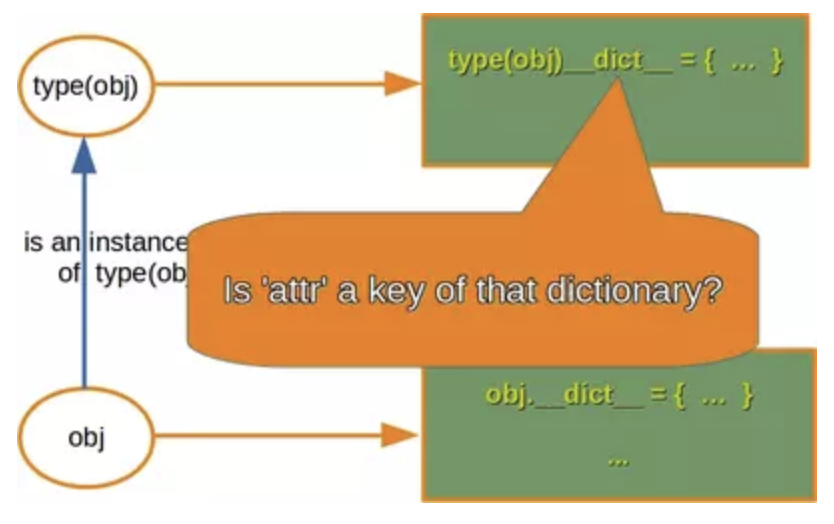 type(obj)
type(obj)__dict__ = { ... }
is an instance
of type(obj
Is 'attr' a key of that dictionary?
obj
obj.__dict__ = { ... }
...